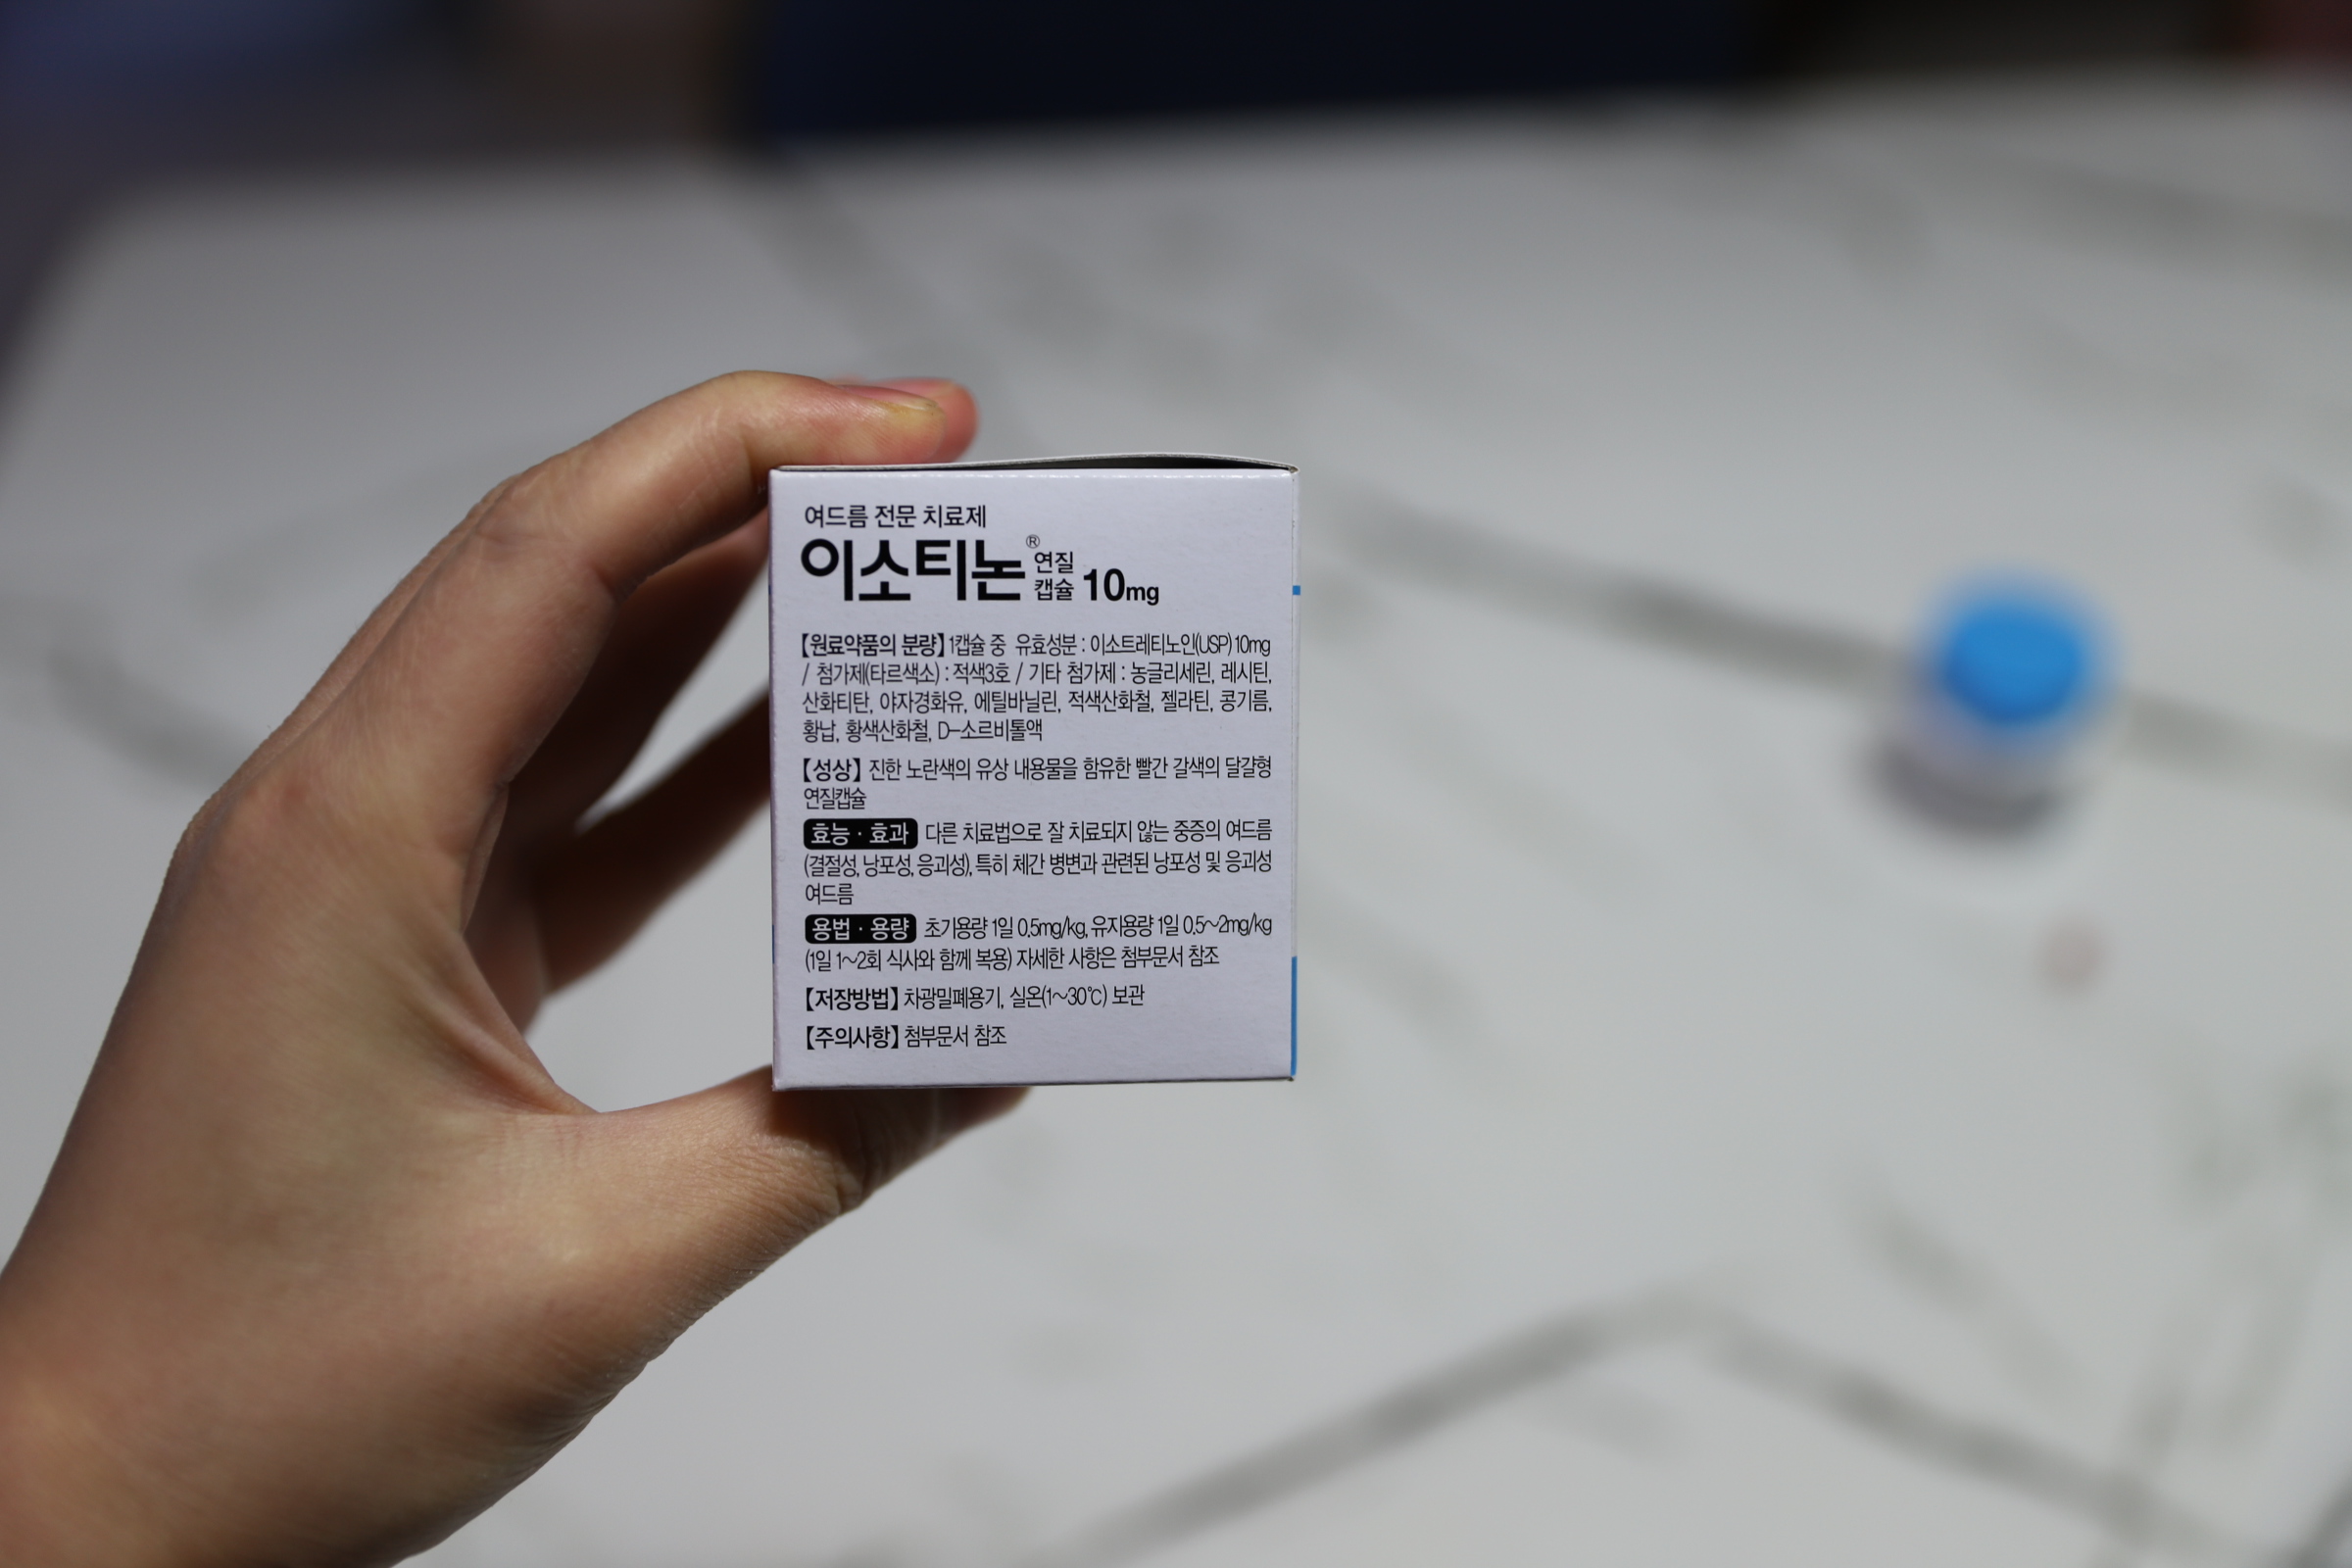 여드름 전문 치료제
이소티논® 연질캡슐 10mg
【원료약품의 분량】 1캡슐 중 유효성분 : 이소트레티노인(USP) 10mg
/ 첨가제(타르색소) : 적색3호 / 기타 첨가제 : 농글리세린, 레시틴,
산화티탄, 야자경화유, 에틸바닐린, 적색산화철, 젤라틴, 콩기름,
황납, 황색산화철, D-소르비톨액
【성상】 진한 노란색의 유상 내용물을 함유한 빨간 갈색의 달걀형
연질캡슐
효능·효과 다른 치료법으로 잘 치료되지 않는 중증의 여드름
(결절성, 낭포성, 응괴성), 특히 체간 병변과 관련된 낭포성 및 응괴성
여드름
용법·용량 초기용량 1일 0.5mg/kg, 유지용량 1일 0.5~2mg/kg
(1일 1~2회 식사와 함께 복용) 자세한 사항은 첨부문서 참조
【저장방법】 차광밀폐용기, 실온(1~30℃) 보관
【주의사항】 첨부문서 참조